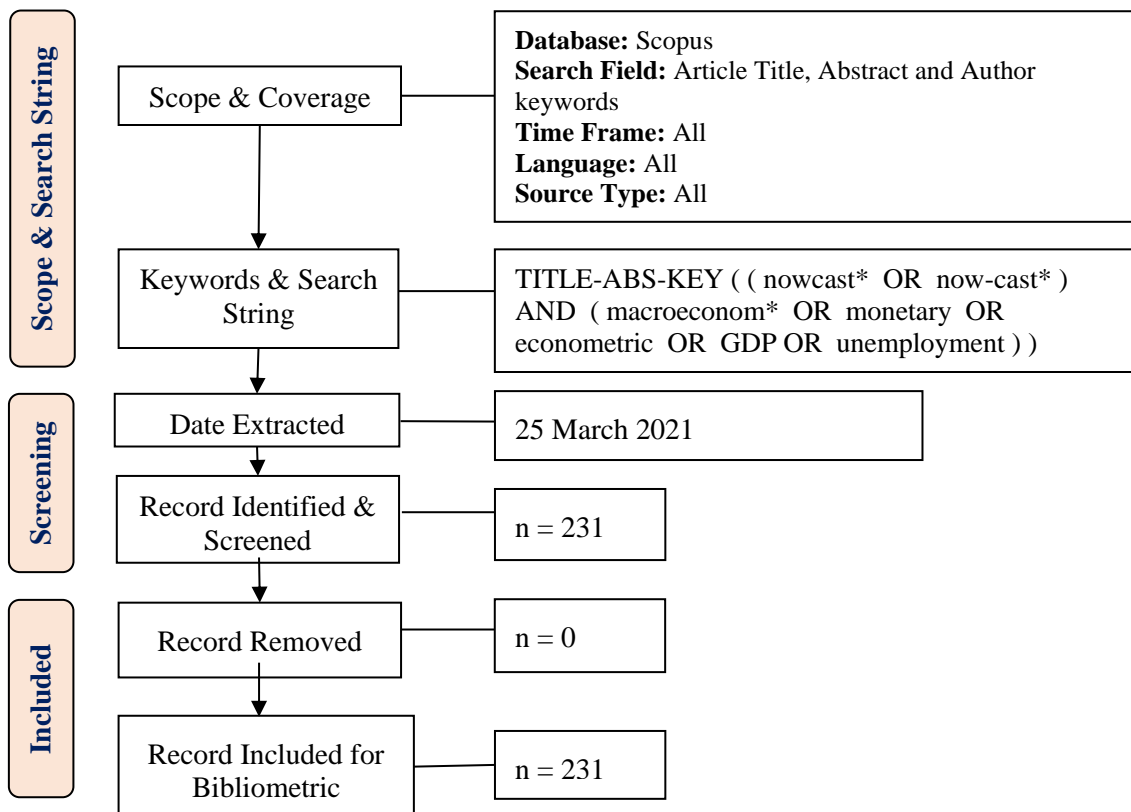 Scope & Search String
Scope & Coverage
Database: Scopus
Search Field: Article Title, Abstract and Author
keywords
Time Frame: All
Language: All
Source Type: All
Keywords & Search
String
TITLE-ABS-KEY ( ( nowcast* OR now-cast* )
AND ( macroeconom* OR monetary OR
econometric OR GDP OR unemployment ) )
Screening
Date Extracted
25 March 2021
Record Identified &
Screened
n = 231
Included
Record Removed
n = 0
Record Included for
Bibliometric
n = 231